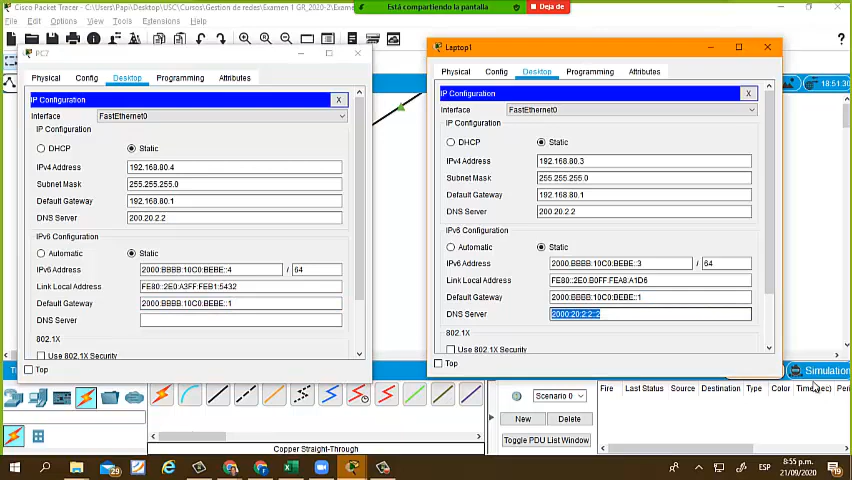 Cisco Packet Tracer - C:\Users\Papi\Desktop\USC\Cursos\Gestion de redes\Examen 1 GR_2020-2\Exame
Está compartiendo la pantalla
Deja de
File Edit Options View Tools Extensions Help
PC7
Physical Config Desktop Programming Attributes
IP Configuration X
Interface FastEthernet0
IP Configuration
DHCP Static
IPv4 Address 192.168.80.4
Subnet Mask 255.255.255.0
Default Gateway 192.168.80.1
DNS Server 200.20.2.2
IPv6 Configuration
Automatic Static
IPv6 Address 2000:BBBB:10C0:BEBE::4 / 64
Link Local Address FE80::2E0:A3FF:FEB1:5432
Default Gateway 2000:BBBB:10C0:BEBE::1
DNS Server
802.1X
Use 802.1X Security
Top
Laptop1
Physical Config Desktop Programming Attributes
IP Configuration X
Interface FastEthernet0
IP Configuration
DHCP Static
IPv4 Address 192.168.80.3
Subnet Mask 255.255.255.0
Default Gateway 192.168.80.1
DNS Server 200.20.2.2
IPv6 Configuration
Automatic Static
IPv6 Address 2000:BBBB:10C0:BEBE::3 / 64
Link Local Address FE80::2E0:B0FF:FEA8:A1D6
Default Gateway 2000:BBBB:10C0:BEBE::1
DNS Server 2000:20:2:2::2
802.1X
Use 802.1X Security
Top
18:51:30
Simulation
Scenario 0
New Delete
Toggle PDU List Window
Fire Last Status Source Destination Type Color Time(sec)
Copper Straight-Through
ESP
8:55 p.m.
21/09/2020
19